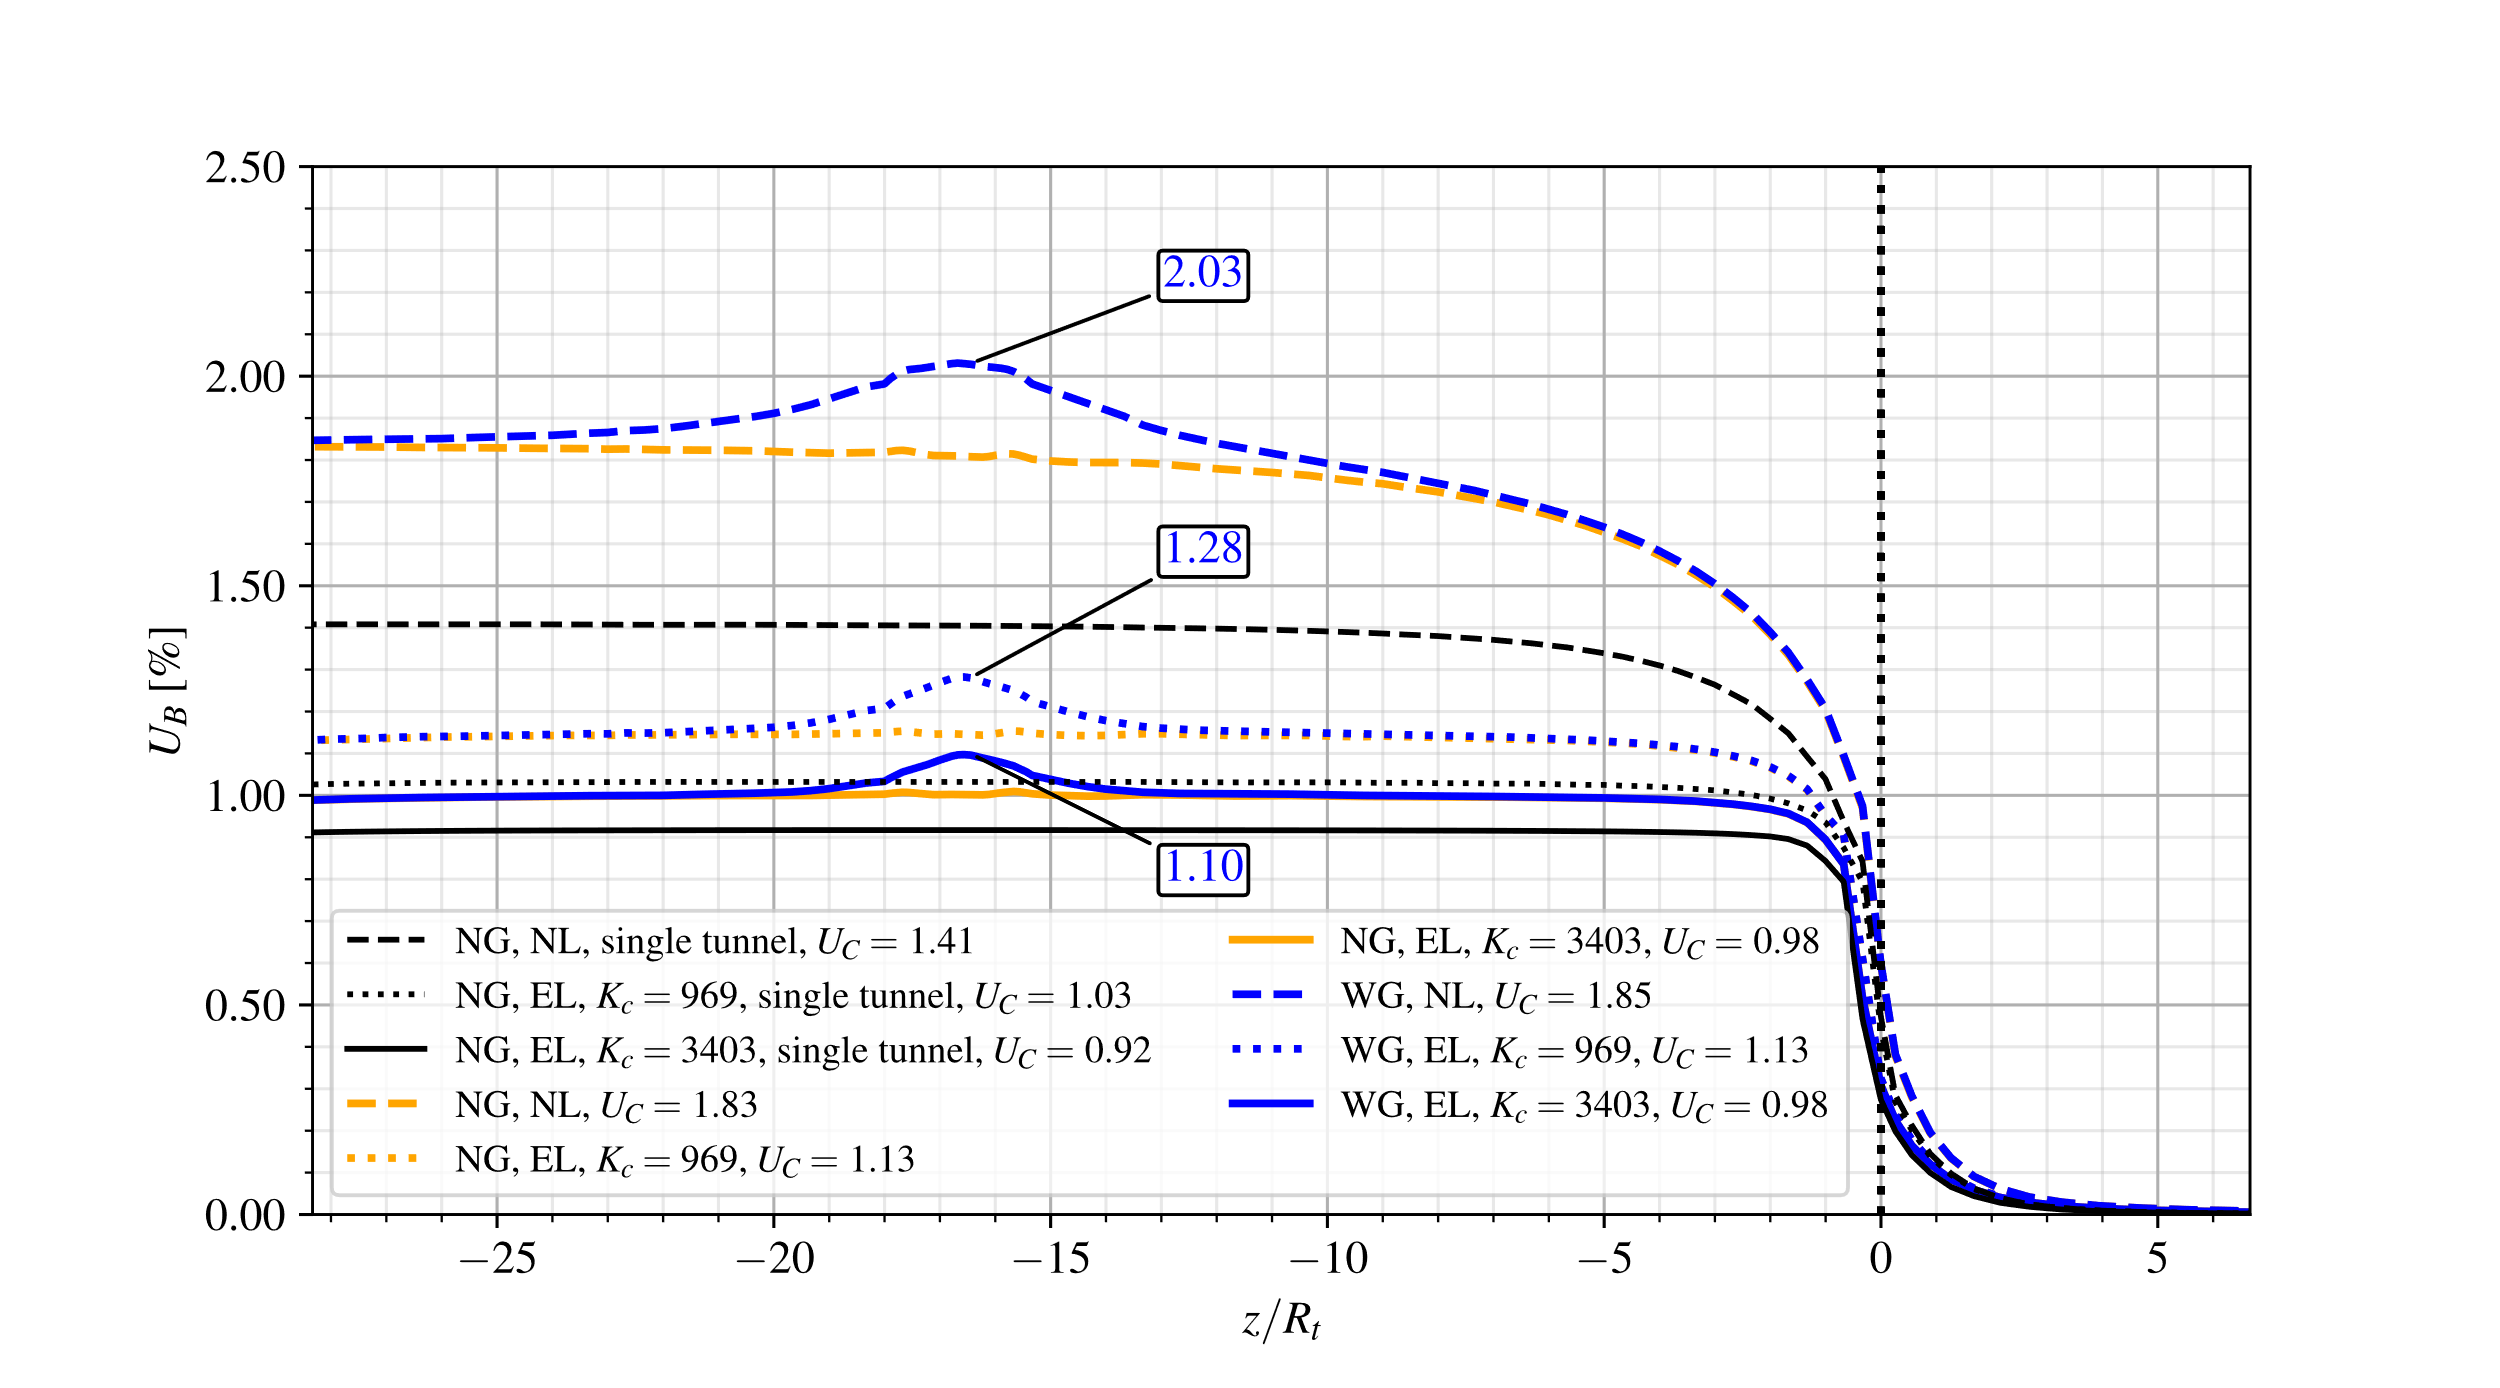 2.50
2.00
1.50
1.00
0.50
0.00
U_B [%]
2.03
1.28
1.10
NG, NL, single tunnel, U_C = 1.41
NG, EL, K_c = 969, single tunnel, U_C = 1.03
NG, EL, K_c = 3403, single tunnel, U_C = 0.92
NG, NL, U_C = 1.83
NG, EL, K_c = 969, U_C = 1.13
NG, EL, K_c = 3403, U_C = 0.98
WG, NL, U_C = 1.85
WG, EL, K_c = 969, U_C = 1.13
WG, EL, K_c = 3403, U_C = 0.98
−25 −20 −15 −10 −5 0 5
z/R_t